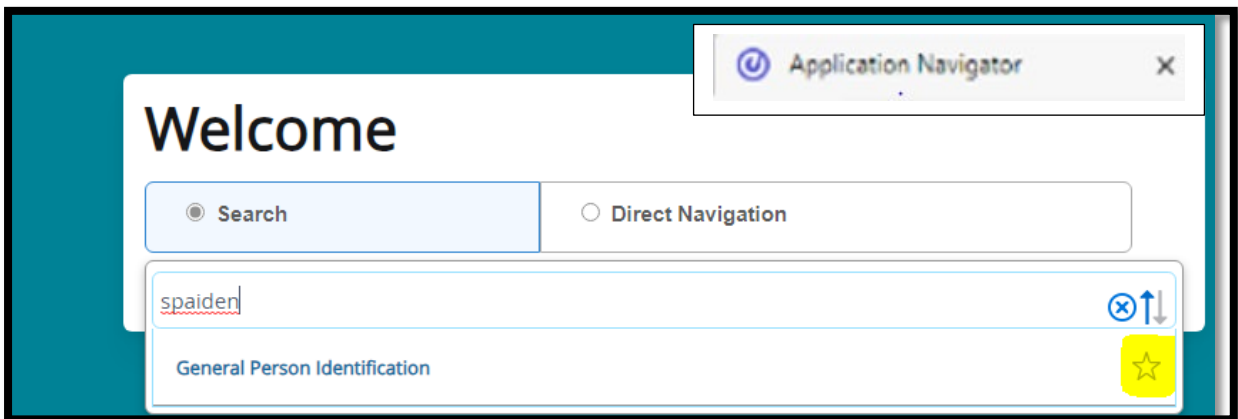 Application Navigator
Welcome
Search
Direct Navigation
spaiden
General Person Identification